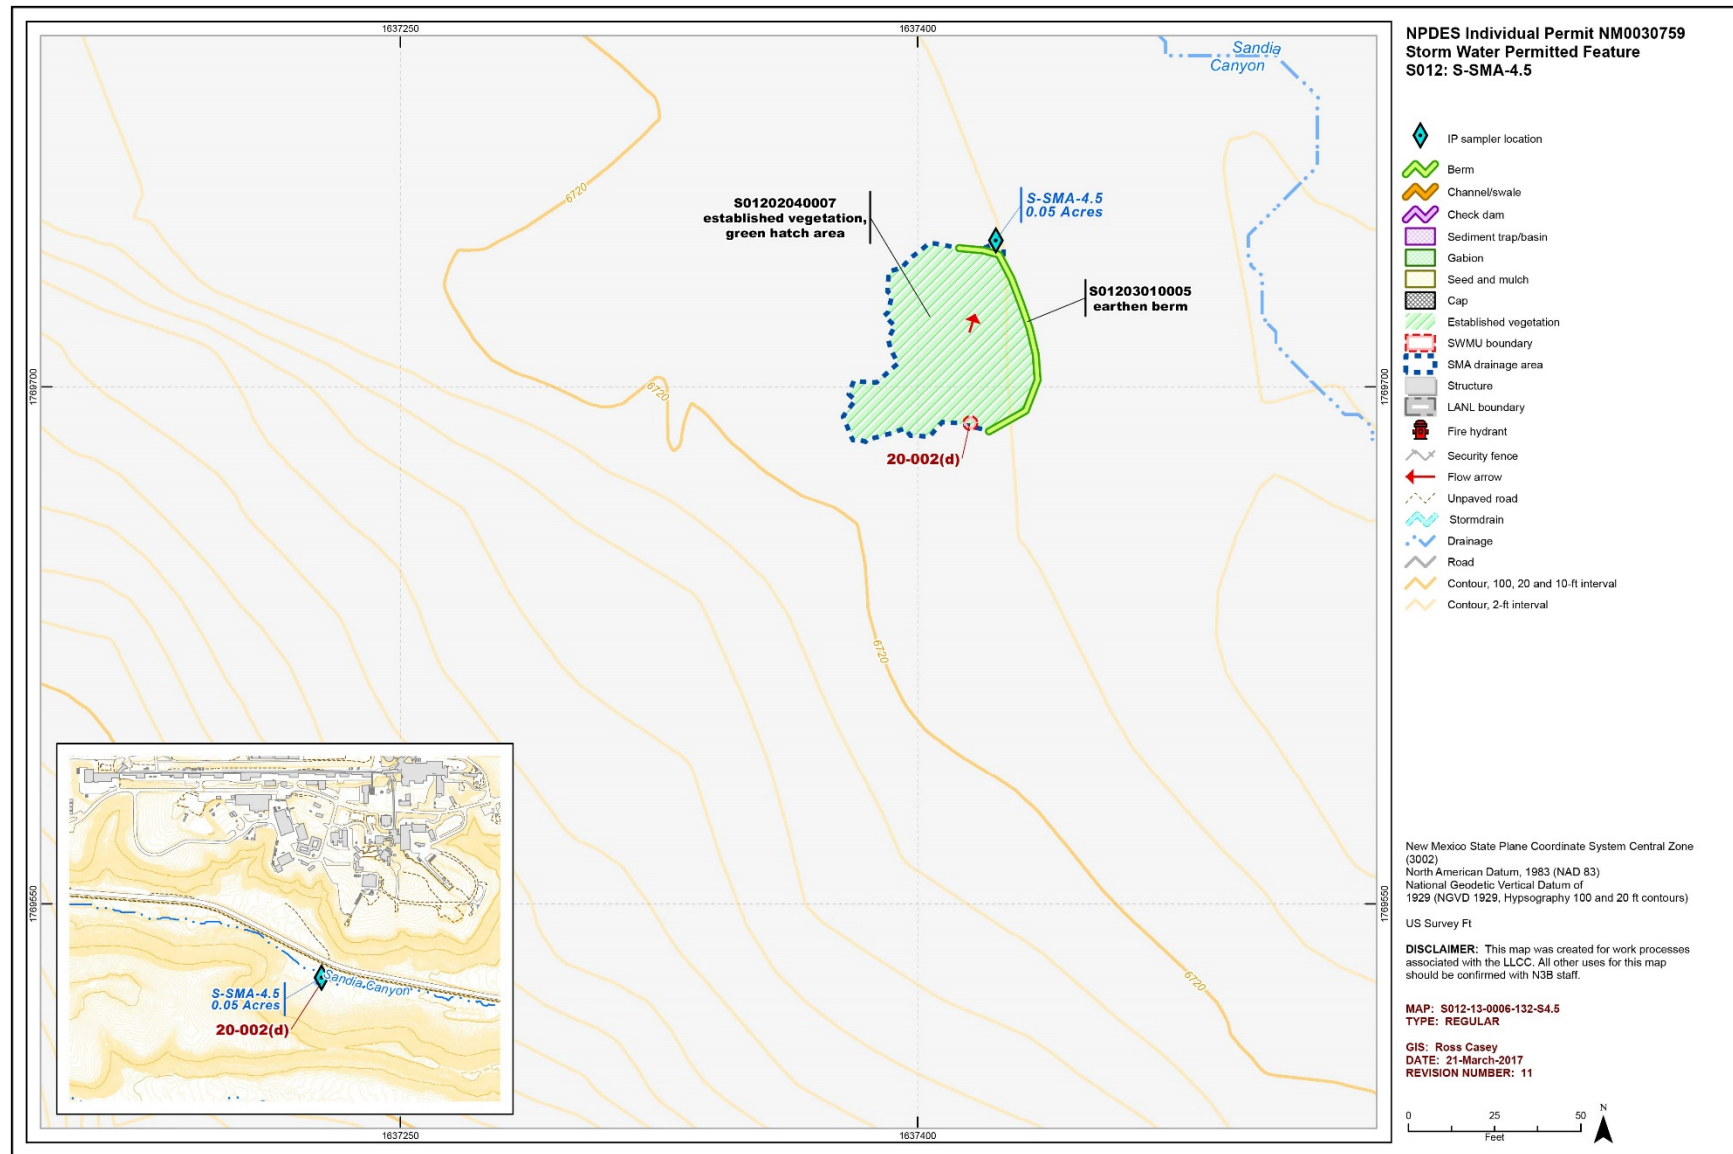 1637250
1637400
Sandia
Canyon
6720
S01202040007
established vegetation,
green hatch area
S-SMA-4.5
0.05 Acres
S01203010005
earthen berm
1769700
1769700
6720
20-002(d)
6720
1769550
1769550
6720
Sandia Canyon
S-SMA-4.5
0.05 Acres
20-002(d)
1637250
1637400
NPDES Individual Permit NM0030759
Storm Water Permitted Feature
S012: S-SMA-4.5
IP sampler location
Berm
Channel/swale
Check dam
Sediment trap/basin
Gabion
Seed and mulch
Cap
Established vegetation
SWMU boundary
SMA drainage area
Structure
LANL boundary
Fire hydrant
Security fence
Flow arrow
Unpaved road
Stormdrain
Drainage
Road
Contour, 100, 20 and 10-ft interval
Contour, 2-ft interval
New Mexico State Plane Coordinate System Central Zone
(3002)
North American Datum, 1983 (NAD 83)
National Geodetic Vertical Datum of
1929 (NGVD 1929, Hypsography 100 and 20 ft contours)
US Survey Ft
DISCLAIMER: This map was created for work processes
associated with the LLCC. All other uses for this map
should be confirmed with N3B staff.
MAP: S012-13-0006-132-S4.5
TYPE: REGULAR
GIS: Ross Casey
DATE: 21-March-2017
REVISION NUMBER: 11
0 25 50
Feet
N